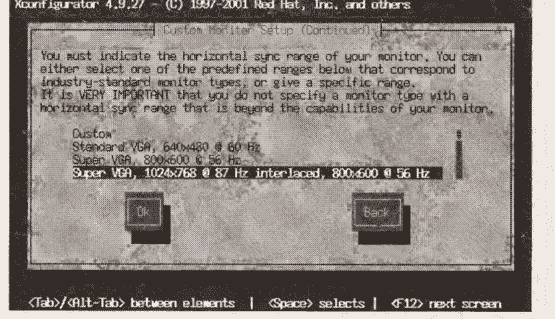 Xconfigurator 4.9.27 - (C) 1997-2001 Red Hat, Inc. and others
Custom Monitor Setup (Continued)
You must indicate the horizontal sync range of your monitor. You can
either select one of the predefined ranges below that correspond to
industry-standard monitor types, or give a specific range.
It is VERY IMPORTANT that you do not specify a monitor type with a
horizontal sync range that is beyond the capabilities of your monitor.
Custom
Standard VGA, 640x480 @ 60 Hz
Super VGA, 800x600 @ 56 Hz
Super VGA, 1024x768 @ 87 Hz interlaced, 800x600 @ 56 Hz
Ok Back
<Tab>/<Alt-Tab> between elements | <Space> selects | <F12> next screen